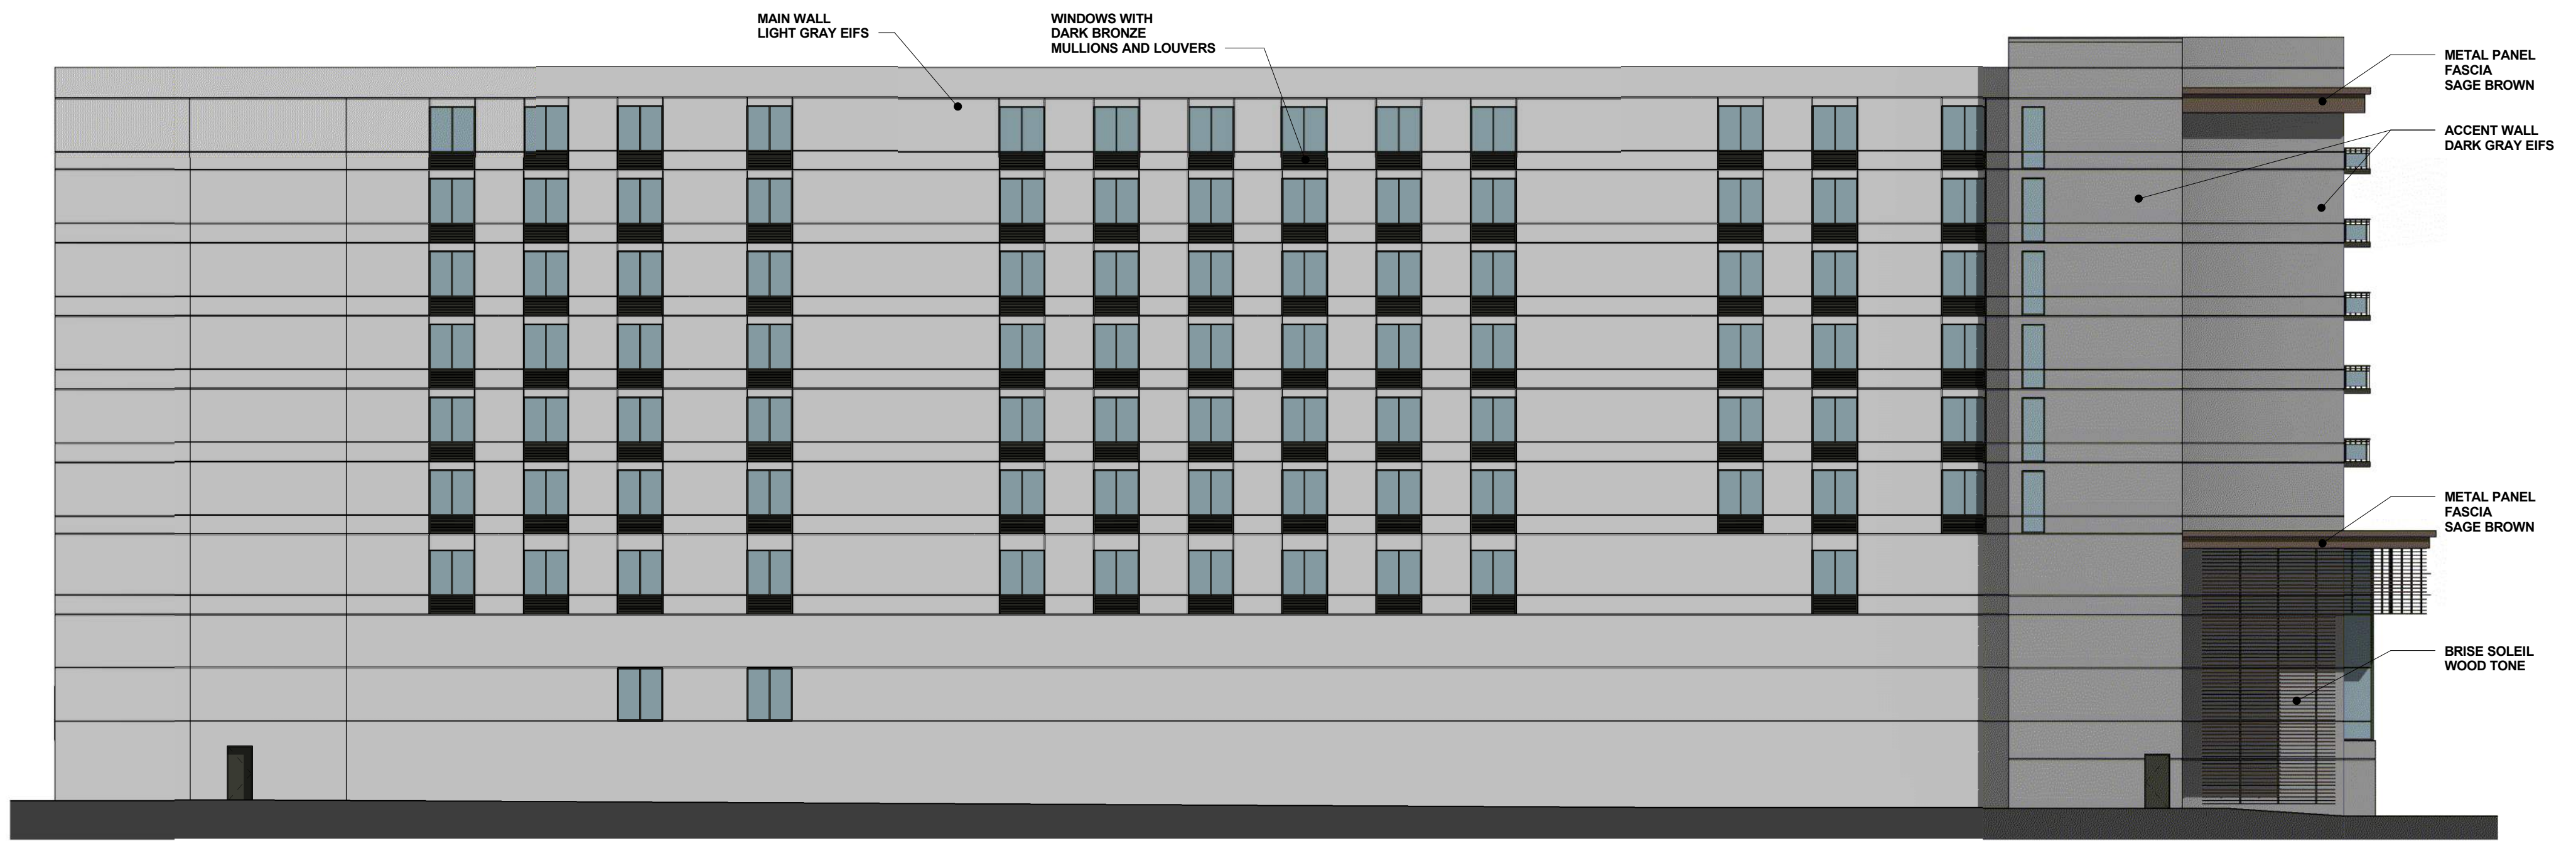 MAIN WALL
LIGHT GRAY EIFS
WINDOWS WITH
DARK BRONZE
MULLIONS AND LOUVERS
METAL PANEL
FASCIA
SAGE BROWN
ACCENT WALL
DARK GRAY EIFS
METAL PANEL
FASCIA
SAGE BROWN
BRISE SOLEIL
WOOD TONE